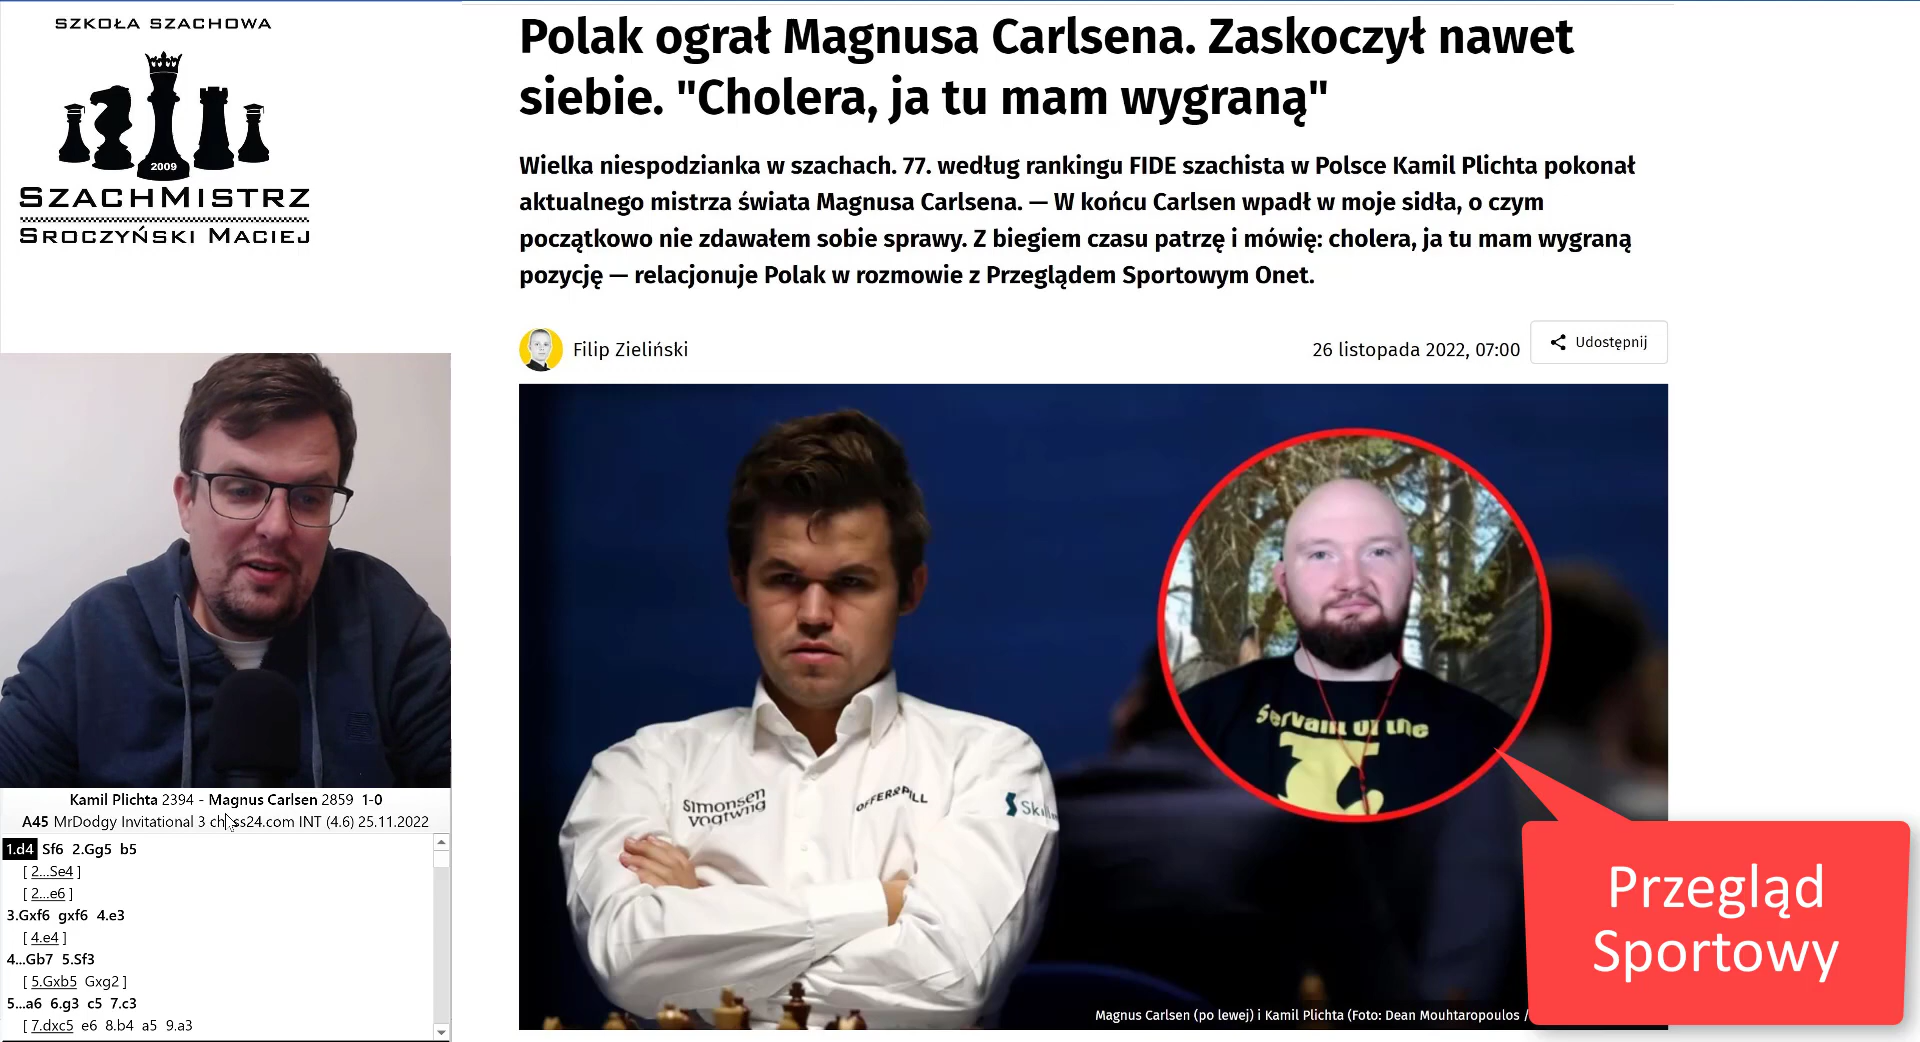 SZKOŁA SZACHOWA
2009
SZACHMISTRZ
SROCZYŃSKI MACIEJ
Polak ograł Magnusa Carlsena. Zaskoczył nawet
siebie. "Cholera, ja tu mam wygraną"
Wielka niespodzianka w szachach. 77. według rankingu FIDE szachista w Polsce Kamil Plichta pokonał
aktualnego mistrza świata Magnusa Carlsena. — W końcu Carlsen wpadł w moje sidła, o czym
początkowo nie zdawałem sobie sprawy. Z biegiem czasu patrzę i mówię: cholera, ja tu mam wygraną
pozycję — relacjonuje Polak w rozmowie z Przeglądem Sportowym Onet.
Filip Zieliński
26 listopada 2022, 07:00
Udostępnij
Simonsen
Vogtwing
Servant of the
Przegląd
Sportowy
Magnus Carlsen (po lewej) i Kamil Plichta (Foto: Dean Mouhtaropoulos /
Kamil Plichta 2394 - Magnus Carlsen 2859 1-0
A45 MrDodgy Invitational 3 chess24.com INT (4.6) 25.11.2022
1.d4 Sf6 2.Gg5 b5
[ 2...Se4 ]
[ 2...e6 ]
3.Gxf6 gxf6 4.e3
[ 4.e4 ]
4...Gb7 5.Sf3
[ 5.Gxb5 Gxg2 ]
5...a6 6.g3 c5 7.c3
[ 7.dxc5 e6 8.b4 a5 9.a3